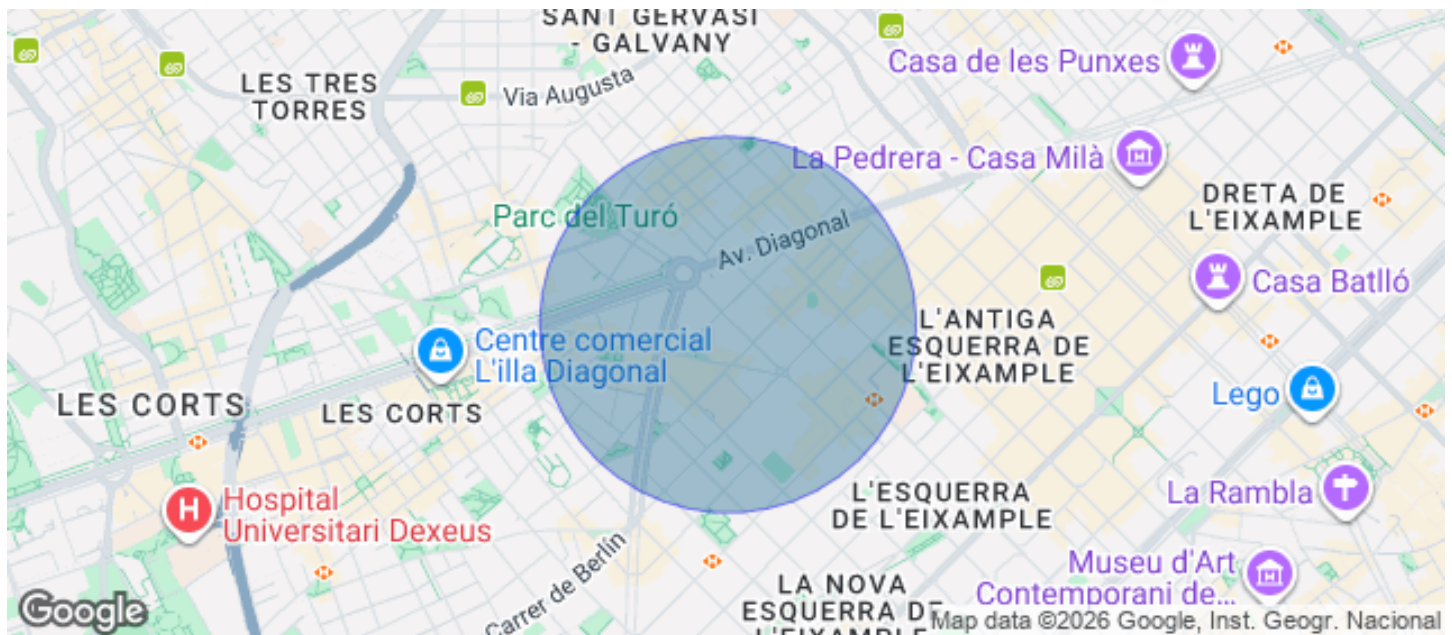 SANT GERVASI
- GALVANY
Casa de les Punxes
LES TRES
TORRES
Via Augusta
La Pedrera - Casa Milà
DRETA DE
L'EIXAMPLE
Parc del Turó
Av. Diagonal
Casa Batlló
L'ANTIGA
ESQUERRA DE
L'EIXAMPLE
Centre comercial
L'illa Diagonal
Lego
LES CORTS
LES CORTS
Hospital
Universitari Dexeus
L'ESQUERRA
DE L'EIXAMPLE
La Rambla
Carrer de Berlín
Museu d'Art
Contemporani de...
LA NOVA
ESQUERRA DE
L'EIXAMPLE
Google
Map data ©2026 Google, Inst. Geogr. Nacional